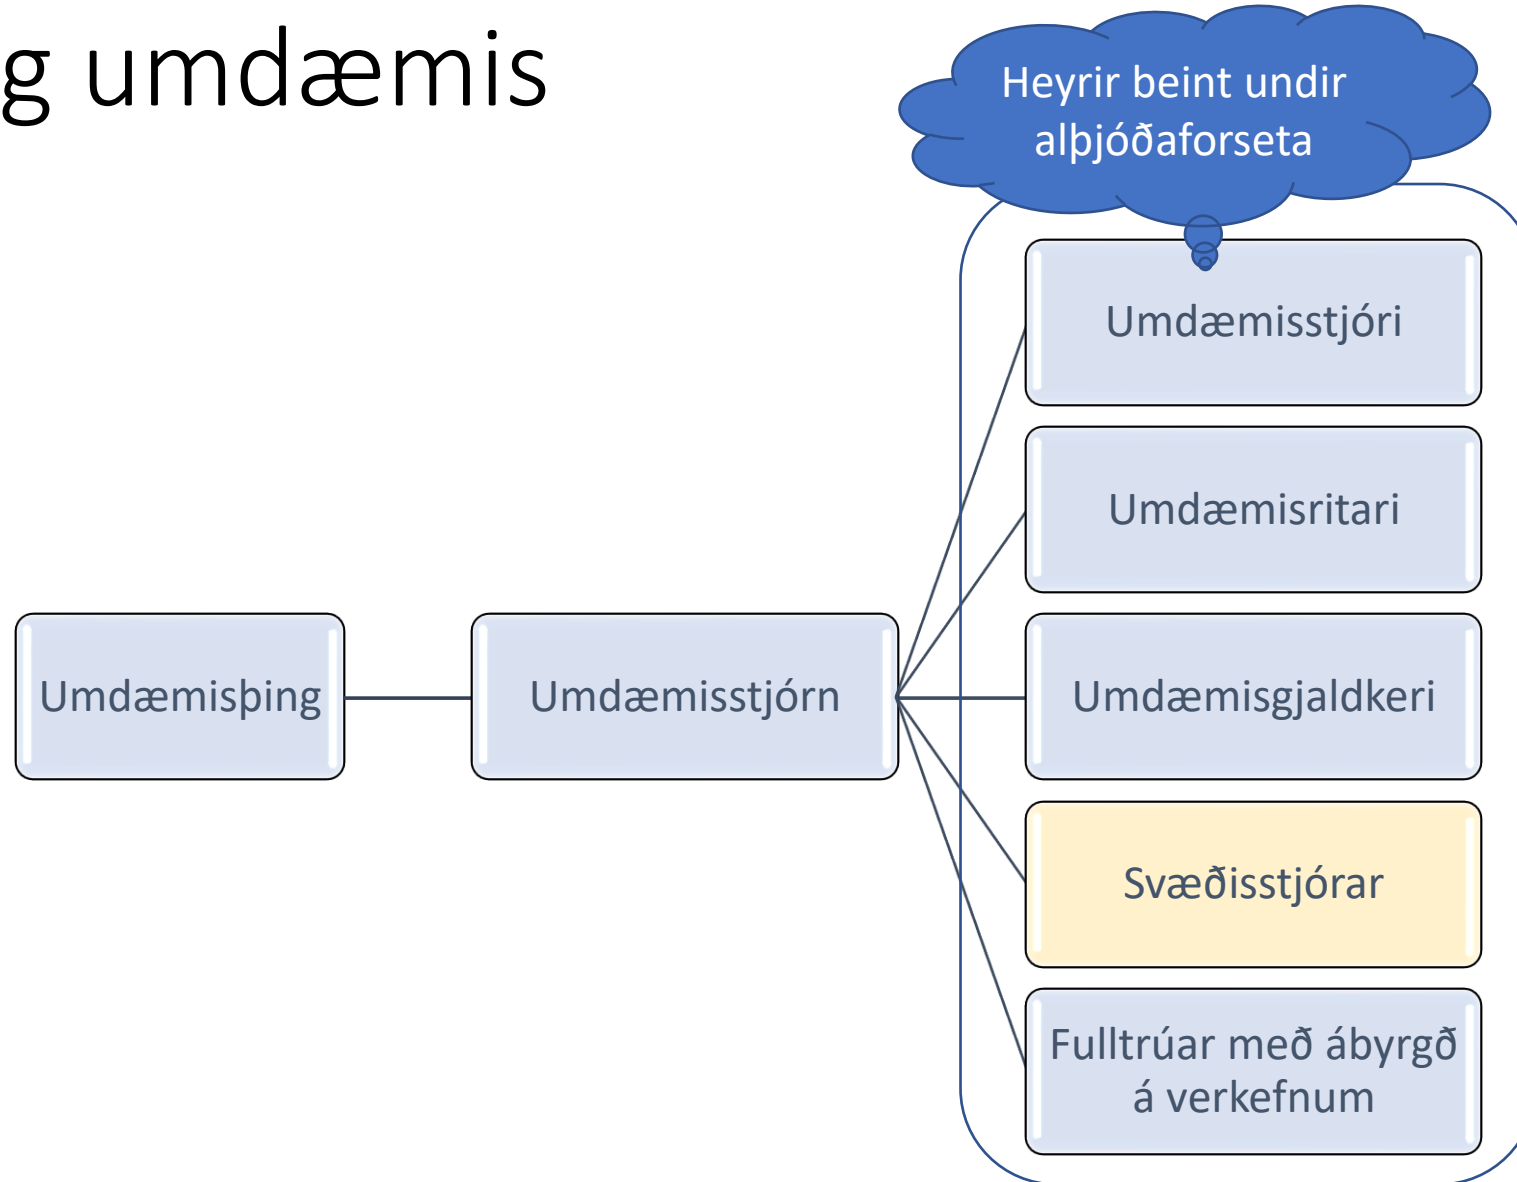 g umdæmis
Heyrir beint undir
alþjóðaforseta
Umdæmisstjóri
Umdæmisritari
Umdæmisþing
Umdæmisstjórn
Umdæmisgjaldkeri
Svæðisstjórar
Fulltrúar með ábyrgð
á verkefnum